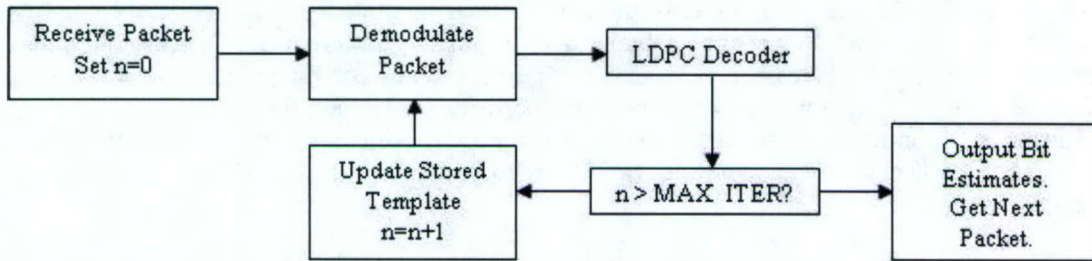 Receive Packet
Set n=0
Demodulate
Packet
LDPC Decoder
Update Stored
Template
n=n+1
n > MAX ITER?
Output Bit
Estimates.
Get Next
Packet.